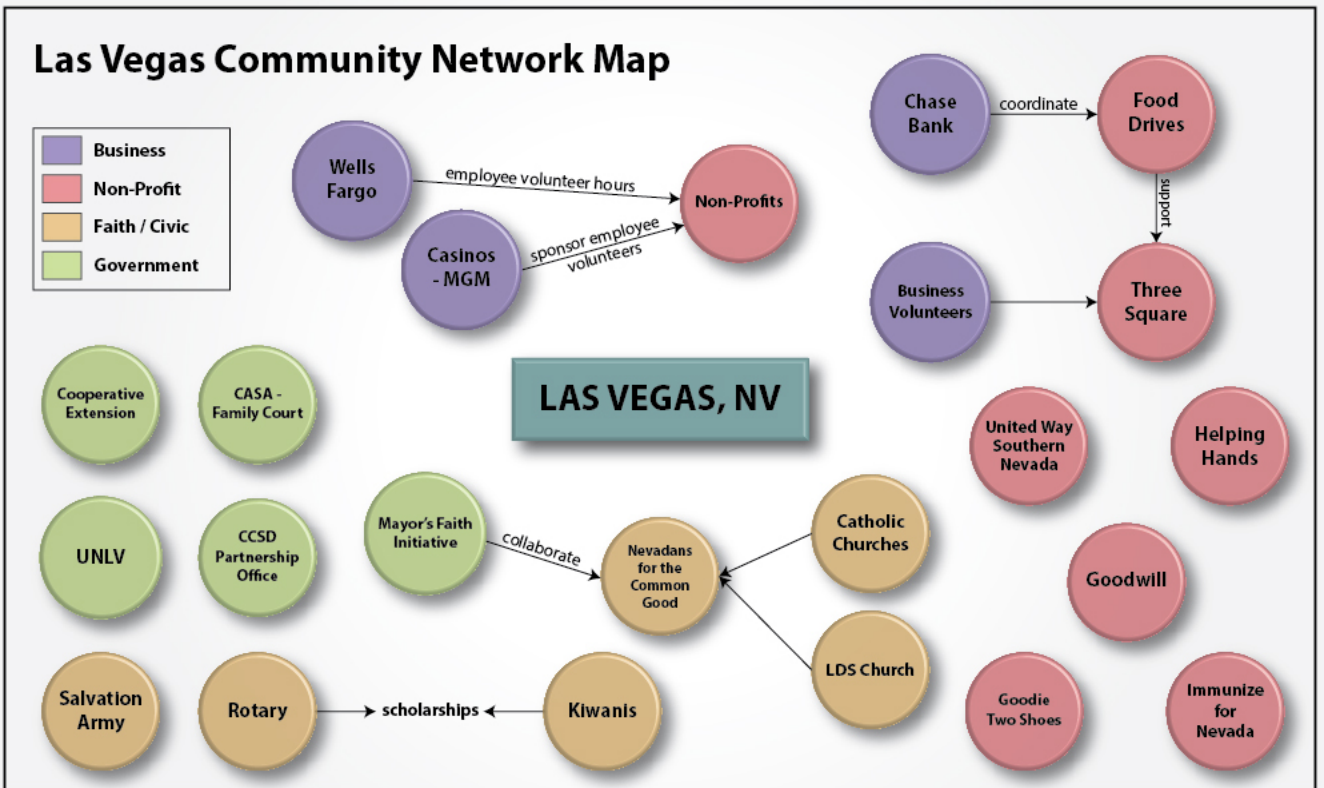 Las Vegas Community Network Map
Business
Non-Profit
Faith / Civic
Government
Wells
Fargo
employee volunteer hours
Casinos
- MGM
sponsor employee
volunteers
Non-Profits
Chase
Bank
coordinate
Food
Drives
support
Business
Volunteers
Three
Square
LAS VEGAS, NV
Cooperative
Extension
CASA -
Family Court
United Way
Southern
Nevada
Helping
Hands
UNLV
CCSD
Partnership
Office
Mayor's Faith
Initiative
collaborate
Nevadans
for the
Common
Good
Catholic
Churches
Goodwill
Salvation
Army
Rotary
scholarships
Kiwanis
LDS Church
Goodie
Two Shoes
Immunize
for
Nevada